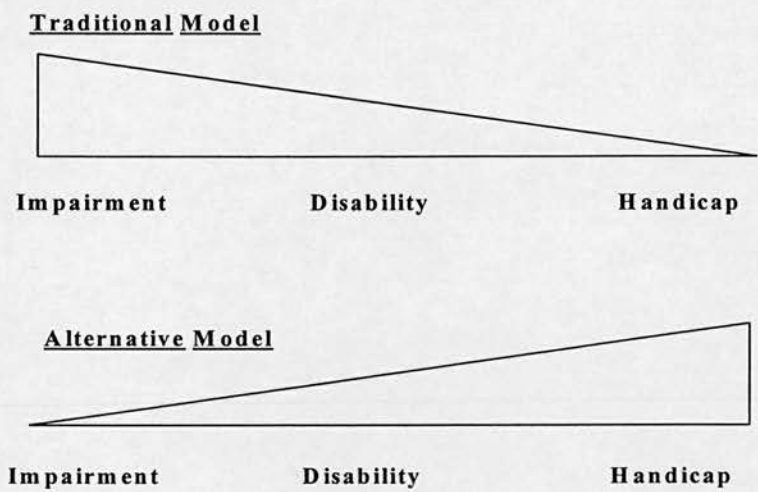 Traditional Model
Impairment Disability Handicap
Alternative Model
Impairment Disability Handicap